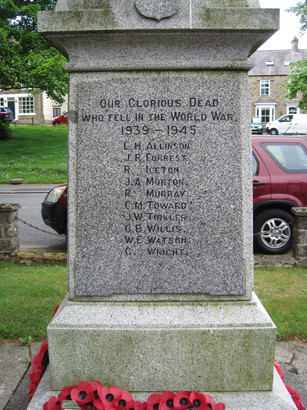 OUR GLORIOUS DEAD
WHO FELL IN THE WORLD WAR
1939-1945.
L.H. ALLINSON.
J.R. FORREST.
R. ICETON.
J.A. MORTON.
R. MURRAY.
C.M. TOWARD.
J.W. TINKLER.
G.B. WILLIS.
W.E. WATSON.
G. WRIGHT.